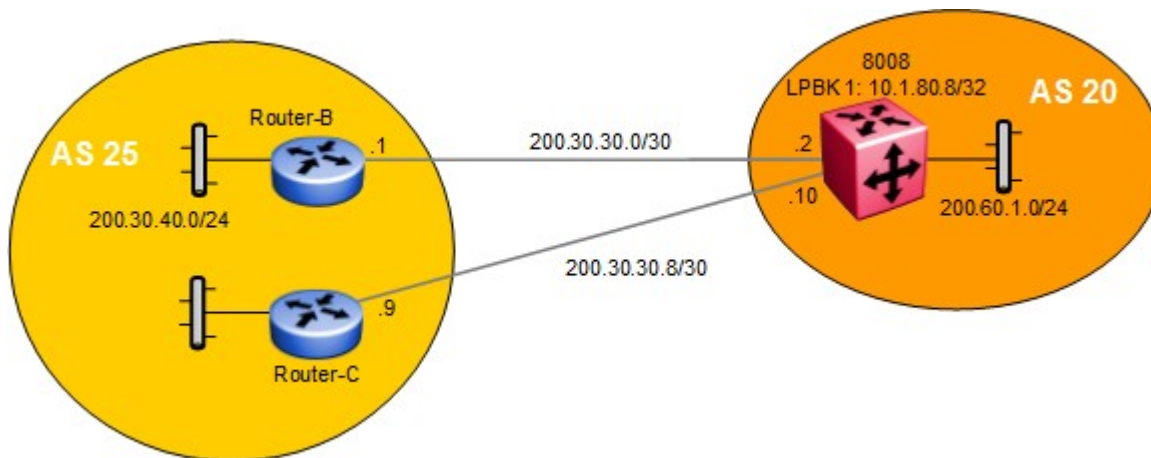 8008
LPBK 1: 10.1.80.8/32
AS 20
Router-B
AS 25
.1
200.30.30.0/30
.2
.10
200.30.40.0/24
200.60.1.0/24
200.30.30.8/30
.9
Router-C